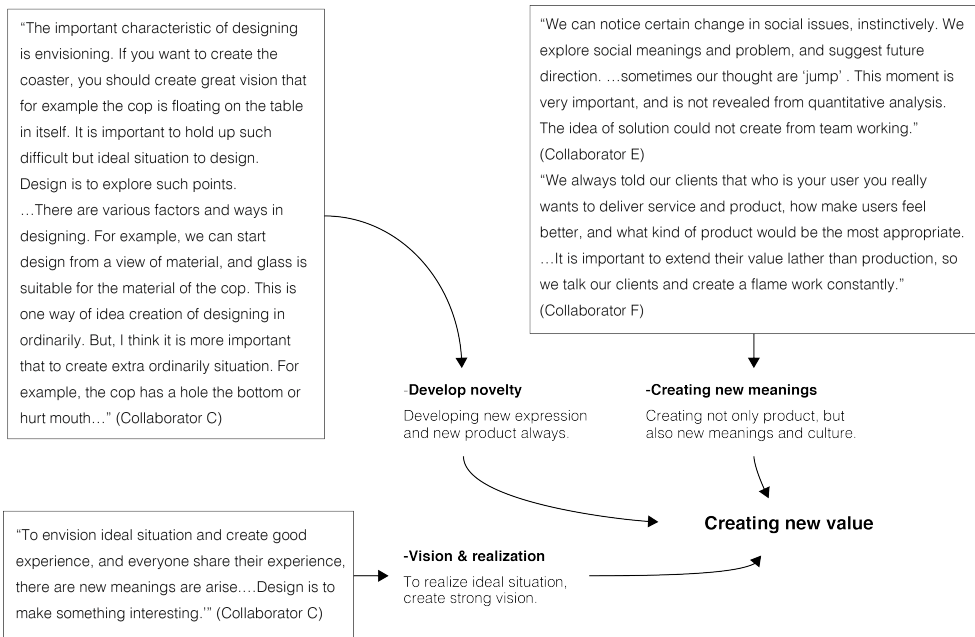 “The important characteristic of designing
is envisioning. If you want to create the
coaster, you should create great vision that
for example the cop is floating on the table
in itself. It is important to hold up such
difficult but ideal situation to design.
Design is to explore such points.
…There are various factors and ways in
designing. For example, we can start
design from a view of material, and glass is
suitable for the material of the cop. This is
one way of idea creation of designing in
ordinarily. But, I think it is more important
that to create extra ordinarily situation. For
example, the cop has a hole the bottom or
hurt mouth…” (Collaborator C)
“We can notice certain change in social issues, instinctively. We
explore social meanings and problem, and suggest future
direction. …sometimes our thought are ‘jump’ . This moment is
very important, and is not revealed from quantitative analysis.
The idea of solution could not create from team working.”
(Collaborator E)
“We always told our clients that who is your user you really
wants to deliver service and product, how make users feel
better, and what kind of product would be the most appropriate.
…It is important to extend their value lather than production, so
we talk our clients and create a flame work constantly.”
(Collaborator F)
-Develop novelty
Developing new expression
and new product always.
-Creating new meanings
Creating not only product, but
also new meanings and culture.
Creating new value
“To envision ideal situation and create good
experience, and everyone share their experience,
there are new meanings are arise.…Design is to
make something interesting.’” (Collaborator C)
-Vision & realization
To realize ideal situation,
create strong vision.